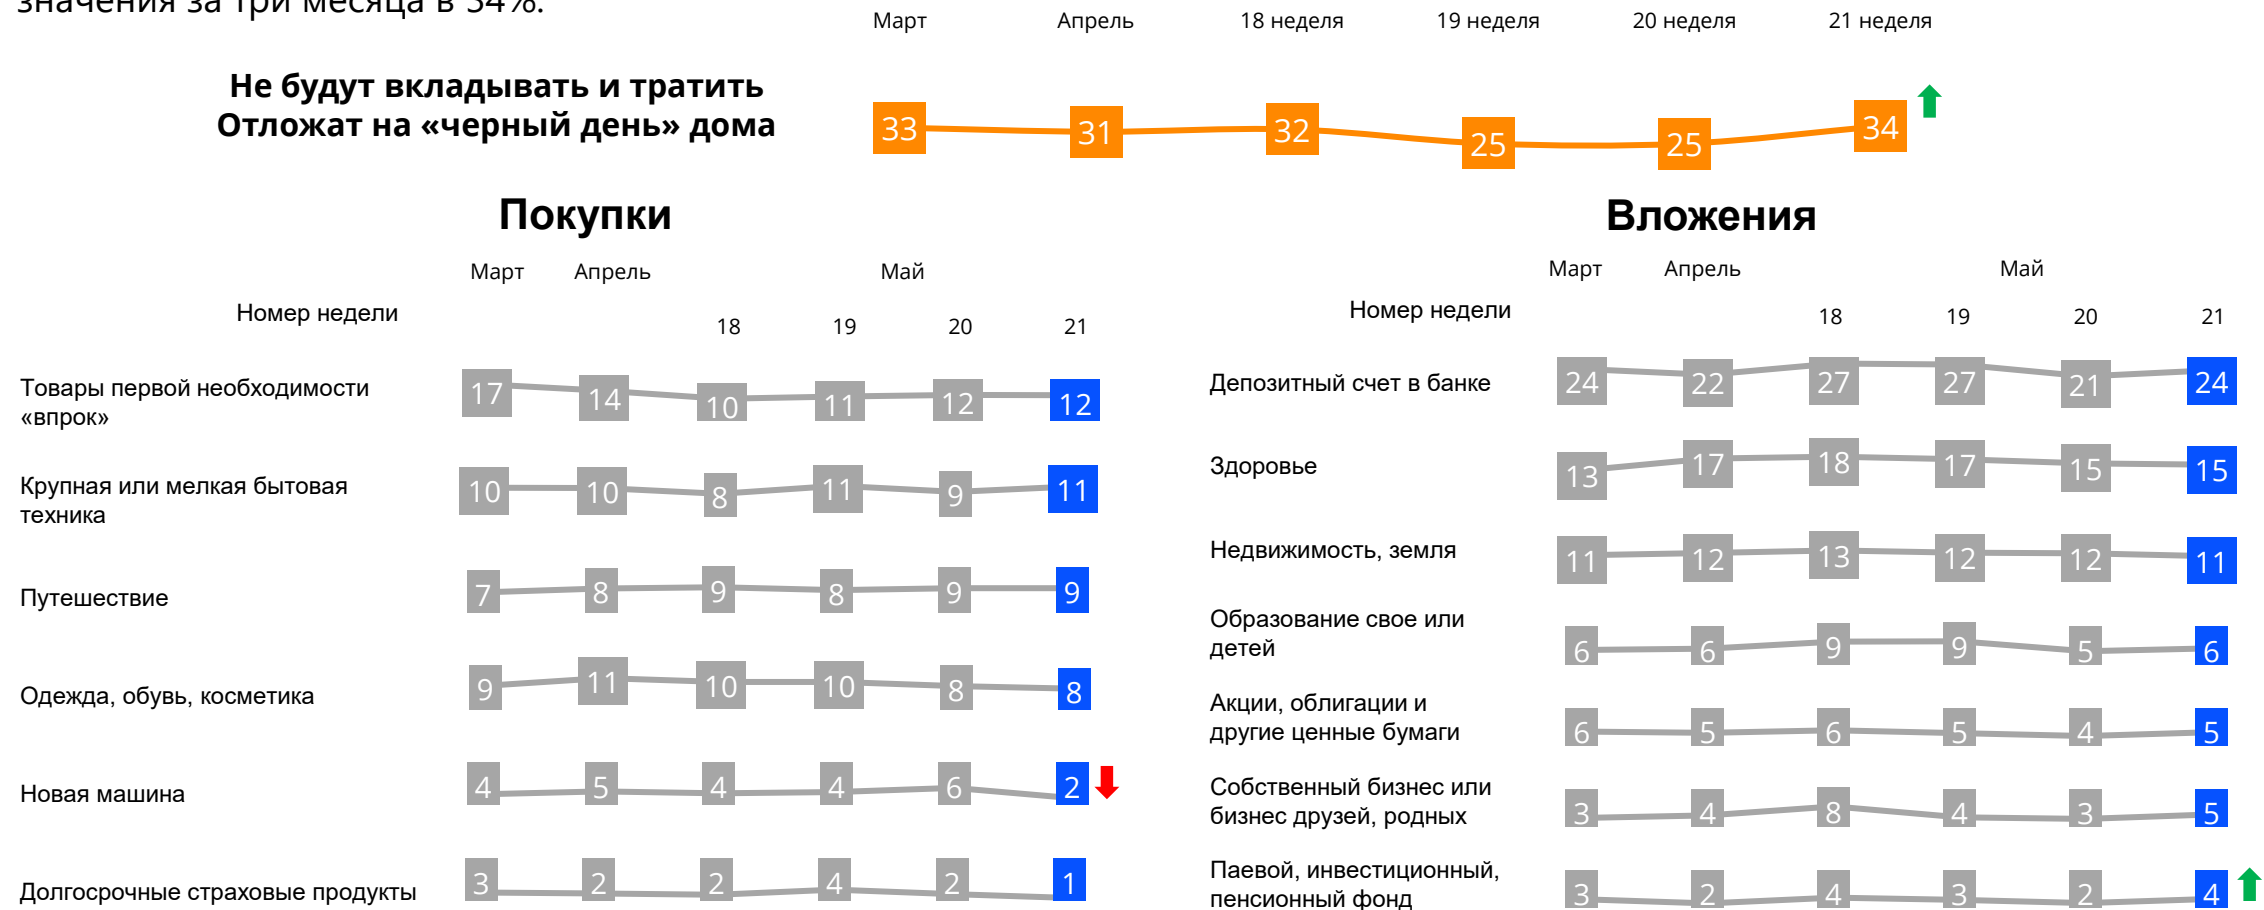 значения за три месяца в 34%.
Март Апрель 18 неделя 19 неделя 20 неделя 21 неделя
Не будут вкладывать и тратить
Отложат на «черный день» дома
33 31 32 25 25 34
Покупки
Март Апрель Май
Номер недели
18 19 20 21
Товары первой необходимости
«впрок»
17 14 10 11 12 12
Крупная или мелкая бытовая
техника
10 10 8 11 9 11
Путешествие
7 8 9 8 9 9
Одежда, обувь, косметика
9 11 10 10 8 8
Новая машина
4 5 4 4 6 2
Долгосрочные страховые продукты
3 2 2 4 2 1
Вложения
Март Апрель Май
Номер недели
18 19 20 21
Депозитный счет в банке
24 22 27 27 21 24
Здоровье
13 17 18 17 15 15
Недвижимость, земля
11 12 13 12 12 11
Образование свое или
детей
6 6 9 9 5 6
Акции, облигации и
другие ценные бумаги
6 5 6 5 4 5
Собственный бизнес или
бизнес друзей, родных
3 4 8 4 3 5
Паевой, инвестиционный,
пенсионный фонд
3 2 4 3 2 4